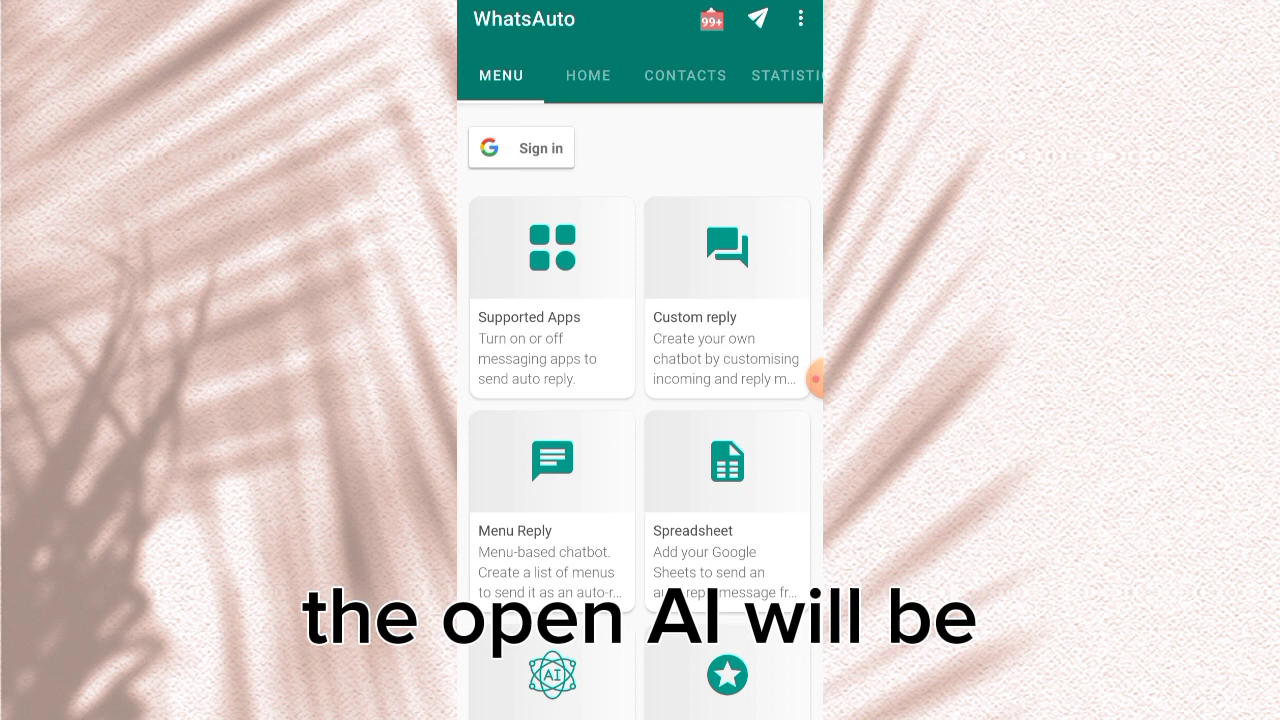 WhatsAuto
99+
MENU HOME CONTACTS STATISTI
Sign in
Supported Apps
Turn on or off
messaging apps to
send auto reply.
Custom reply
Create your own
chatbot by customising
incoming and reply m...
Menu Reply
Menu-based chatbot.
Create a list of menus
to send it as an auto-r...
Spreadsheet
Add your Google
Sheets to send an
message fr...
the open AI will be
AI